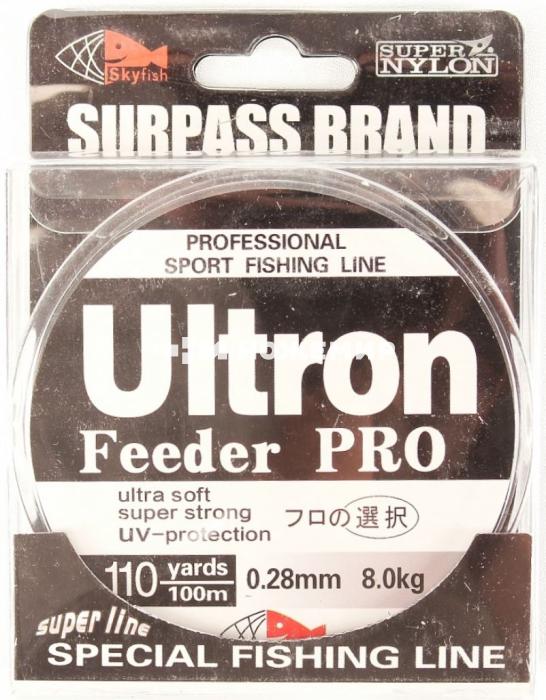 Skyfish
SUPER
NYLON
SURPASS BRAND
PROFESSIONAL
SPORT FISHING LINE
Ultron
Feeder PRO
ultra soft
super strong
UV-protection
フロの選択
110 yards
100m
0.28mm 8.0kg
super line
SPECIAL FISHING LINE